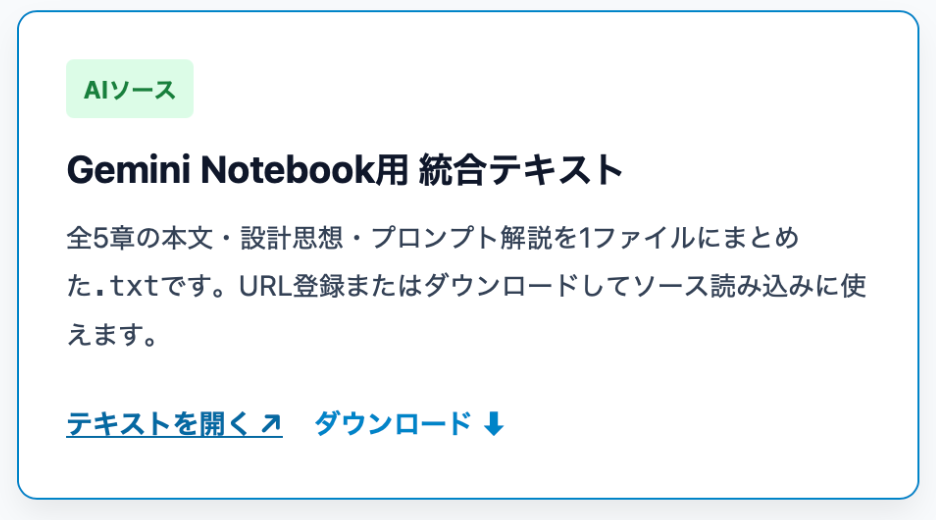 AIソース
Gemini Notebook用 統合テキスト
全5章の本文・設計思想・プロンプト解説を1ファイルにまとめ
た.txtです。URL登録またはダウンロードしてソース読み込みに使
えます。
テキストを開く ↗ ダウンロード ⬇